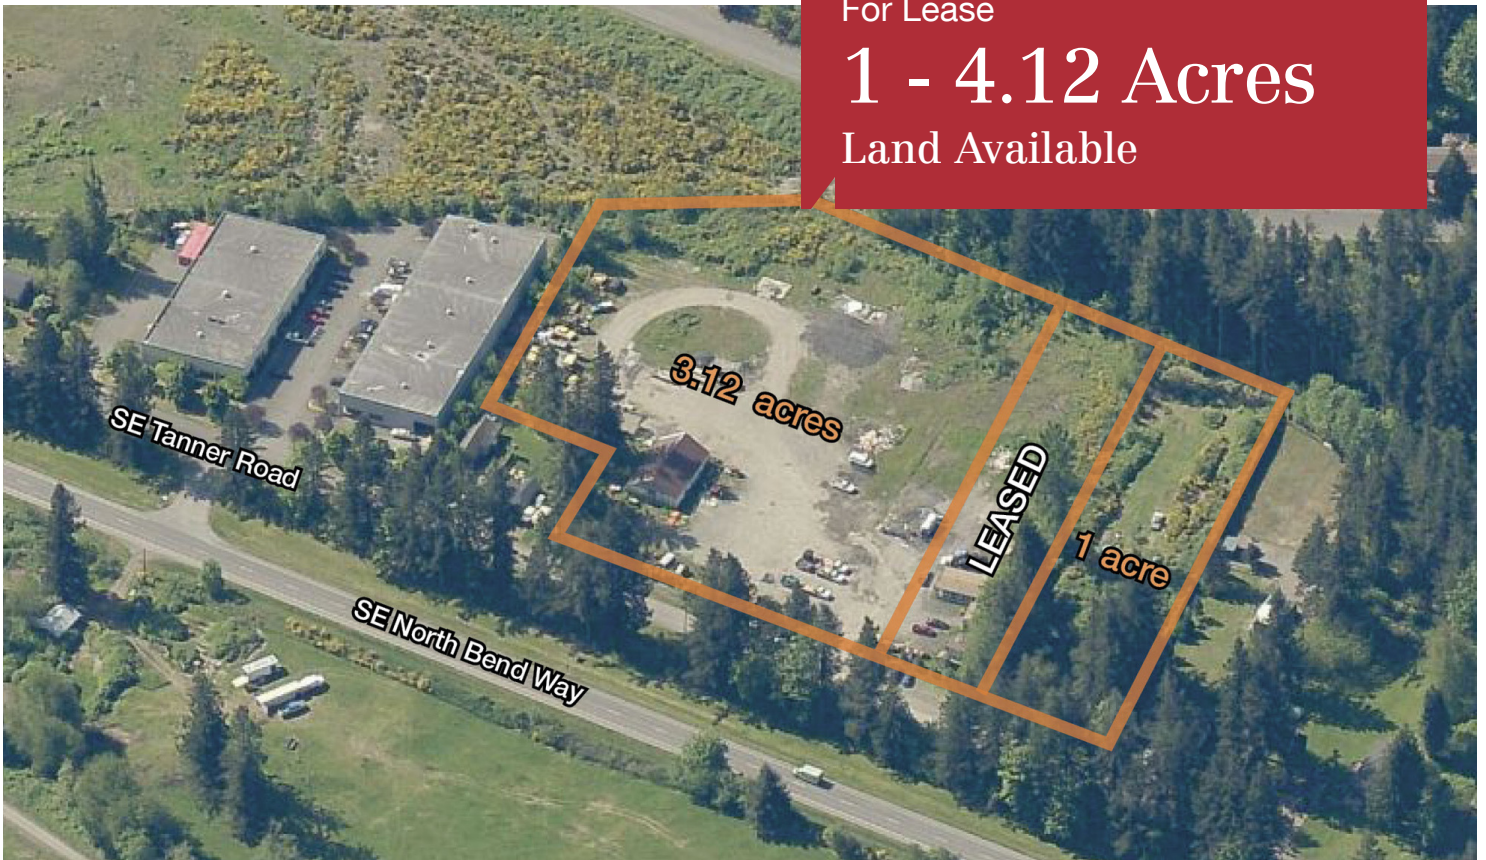 For Lease
1 - 4.12 Acres
Land Available
3.12 acres
SE Tanner Road
LEASED
1 acre
SE North Bend Way